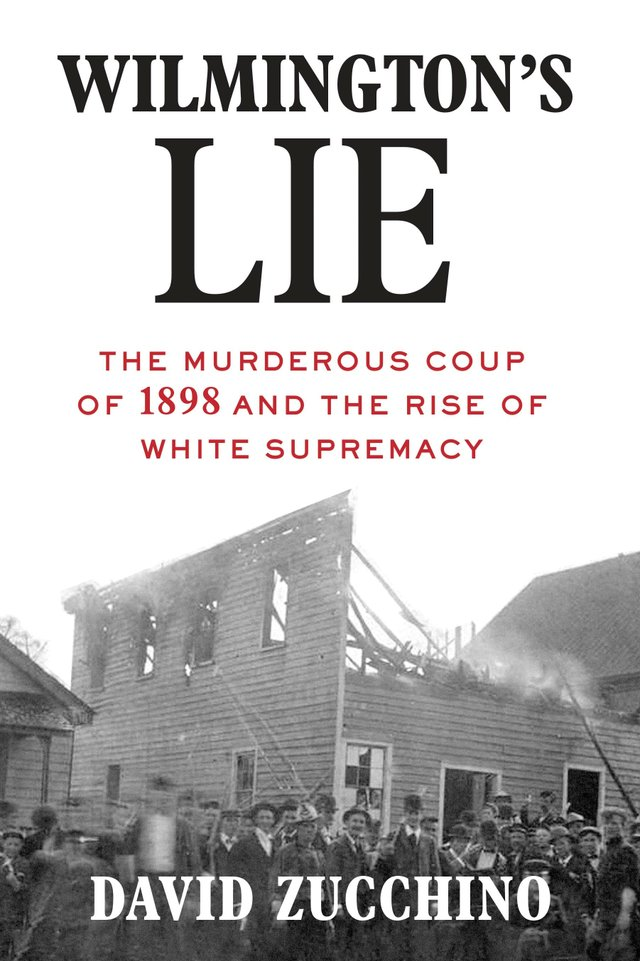 WILMINGTON'S
LIE
THE MURDEROUS COUP
OF 1898 AND THE RISE OF
WHITE SUPREMACY
DAVID ZUCCHINO